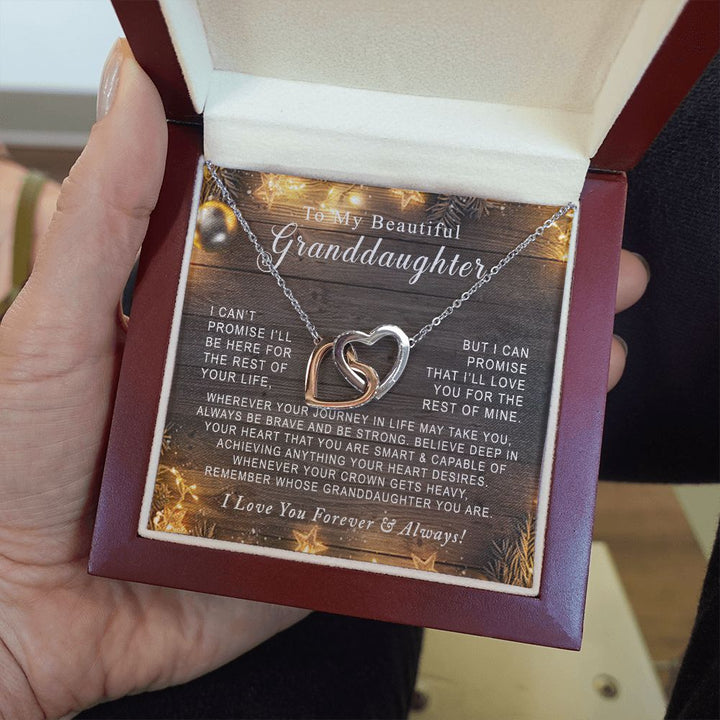 To My Beautiful
Granddaughter
I CAN'T
PROMISE I'LL
BE HERE FOR
THE REST OF
YOUR LIFE,
BUT I CAN
PROMISE
THAT I'LL LOVE
YOU FOR THE
REST OF MINE.
WHEREVER YOUR JOURNEY IN LIFE MAY TAKE YOU,
ALWAYS BE BRAVE AND BE STRONG. BELIEVE DEEP IN
YOUR HEART THAT YOU ARE SMART & CAPABLE OF
ACHIEVING ANYTHING YOUR HEART DESIRES.
WHENEVER YOUR CROWN GETS HEAVY,
REMEMBER WHOSE GRANDDAUGHTER YOU ARE.
I Love You Forever & Always!